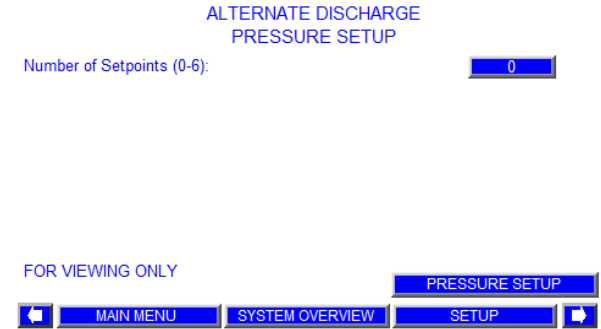 ALTERNATE DISCHARGE
PRESSURE SETUP
Number of Setpoints (0-6): 0
FOR VIEWING ONLY
PRESSURE SETUP
MAIN MENU SYSTEM OVERVIEW SETUP